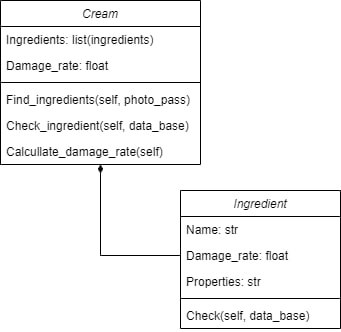 Cream
Ingredients: list(ingredients)
Damage_rate: float
Find_ingredients(self, photo_pass)
Check_ingredient(self, data_base)
Calcullate_damage_rate(self)
Ingredient
Name: str
Damage_rate: float
Properties: str
Check(self, data_base)